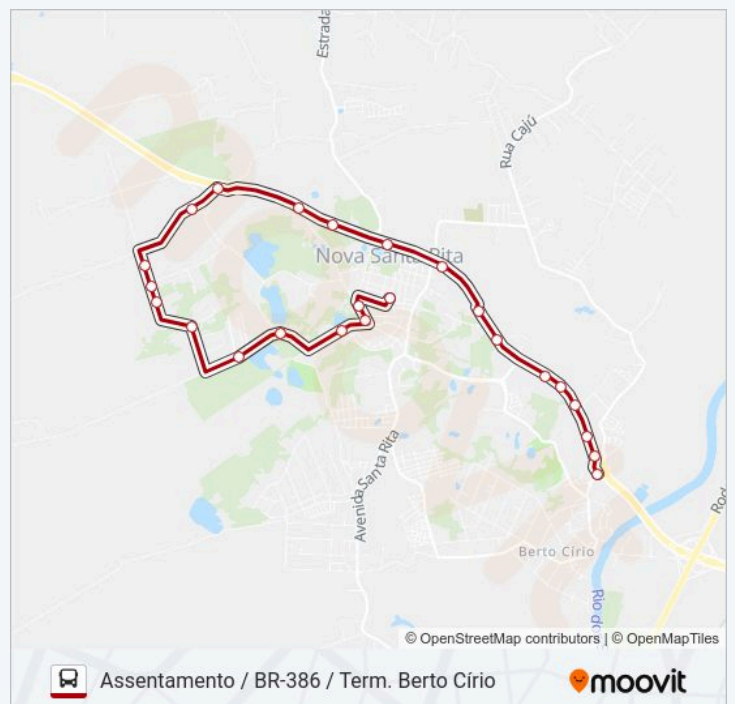 Estrada
Rua Cajú
Nova Santa Rita
Avenida Santa Rita
Berto Círio
Rod
Rio do
© OpenStreetMap contributors | © OpenMapTiles
Assentamento / BR-386 / Term. Berto Círio
moovit